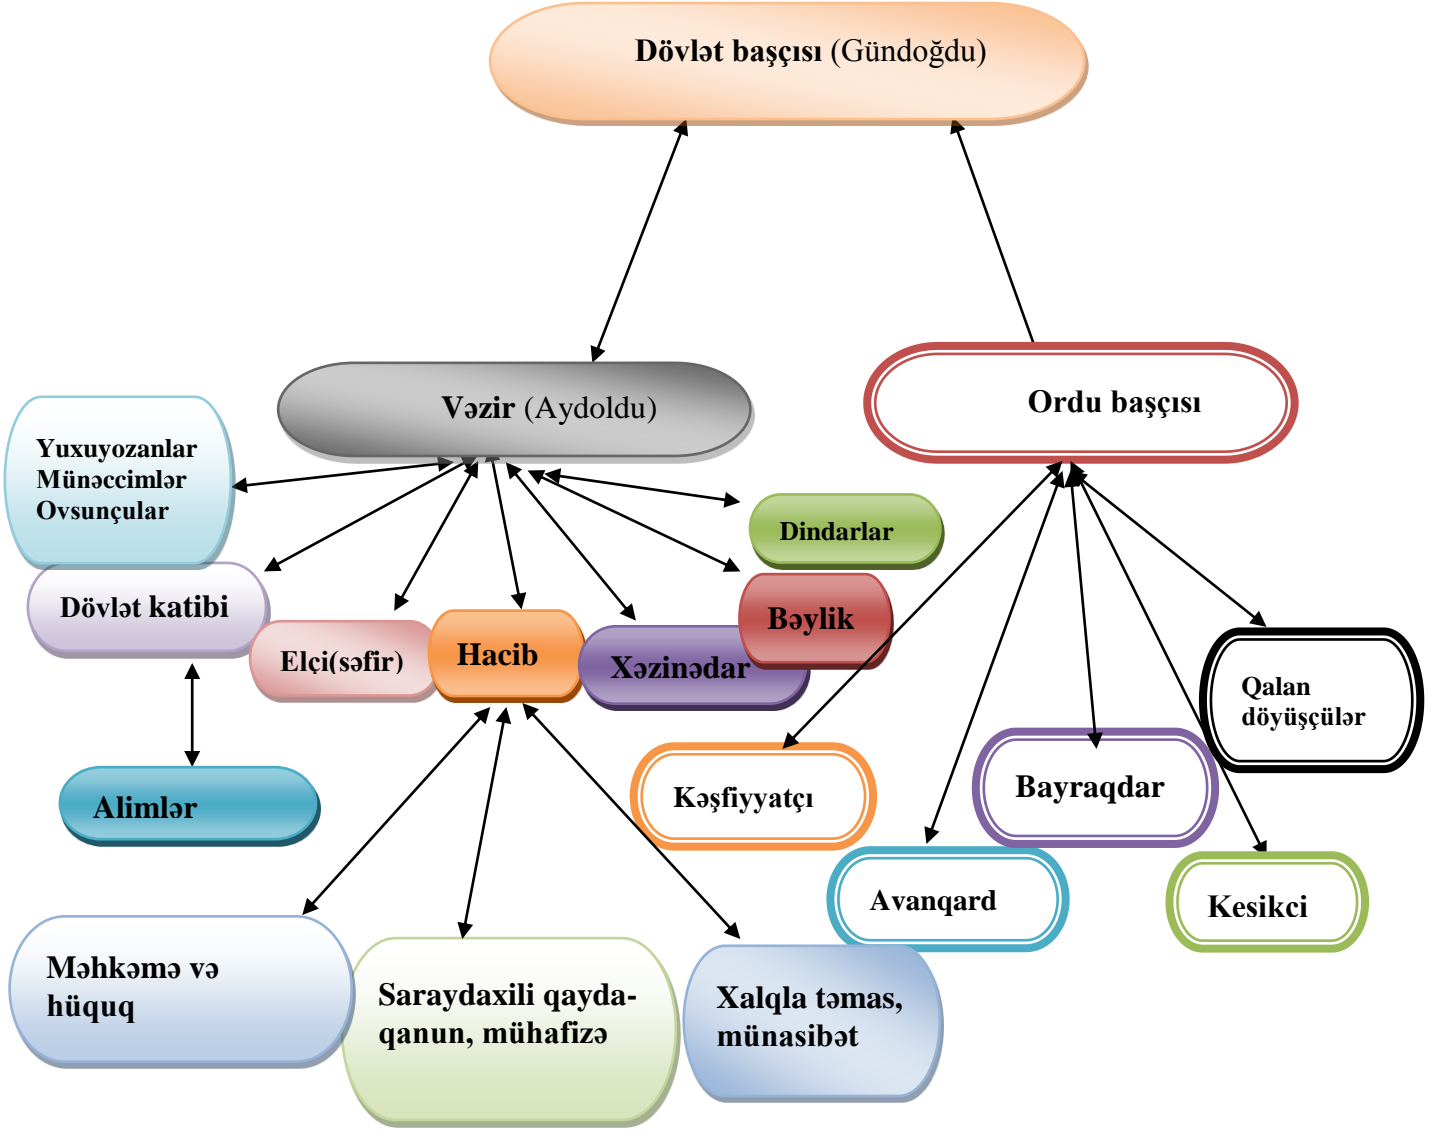 Dövlət başçısı (Gündoğdu)
Vəzir (Aydoldu)
Ordu başçısı
Yuxuyozanlar
Münəccimlər
Ovsunçular
Dindarlar
Dövlət katibi
Elçi(səfir)
Hacib
Xəzinədar
Bəylik
Qalan
döyüşçülər
Alimlər
Kəşfiyyatçı
Bayraqdar
Avanqard
Kesikci
Məhkəmə və
hüquq
Saraydaxili qayda-
qanun, mühafizə
Xalqla təmas,
münasibət